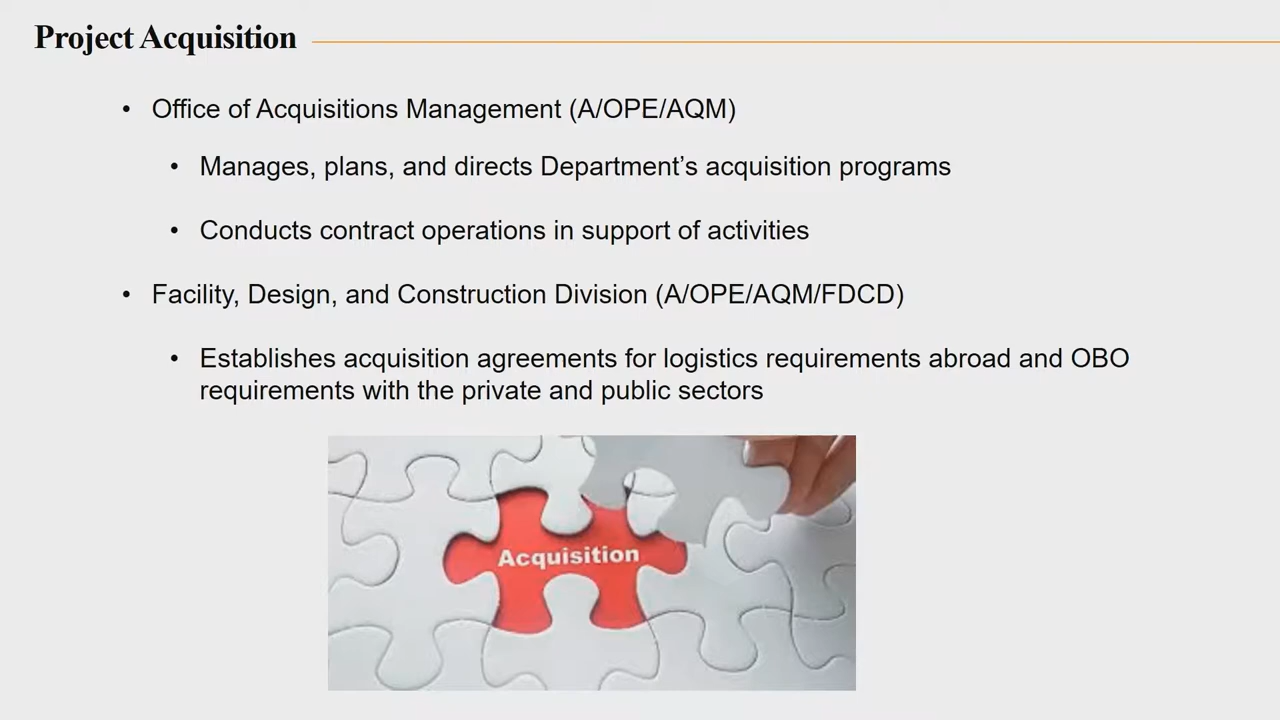 Project Acquisition
• Office of Acquisitions Management (A/OPE/AQM)
• Manages, plans, and directs Department’s acquisition programs
• Conducts contract operations in support of activities
• Facility, Design, and Construction Division (A/OPE/AQM/FDCD)
• Establishes acquisition agreements for logistics requirements abroad and OBO
requirements with the private and public sectors
Acquisition